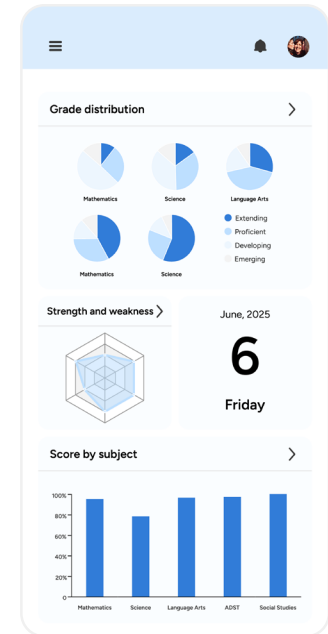 Grade distribution
Mathematics
Science
Language Arts
Extending
Proficient
Developing
Emerging
Mathematics
Science
Strength and weakness
June, 2025
6
Friday
Score by subject
100%
80%
60%
40%
20%
0
Mathematics
Science
Language Arts
ADST
Social Studies